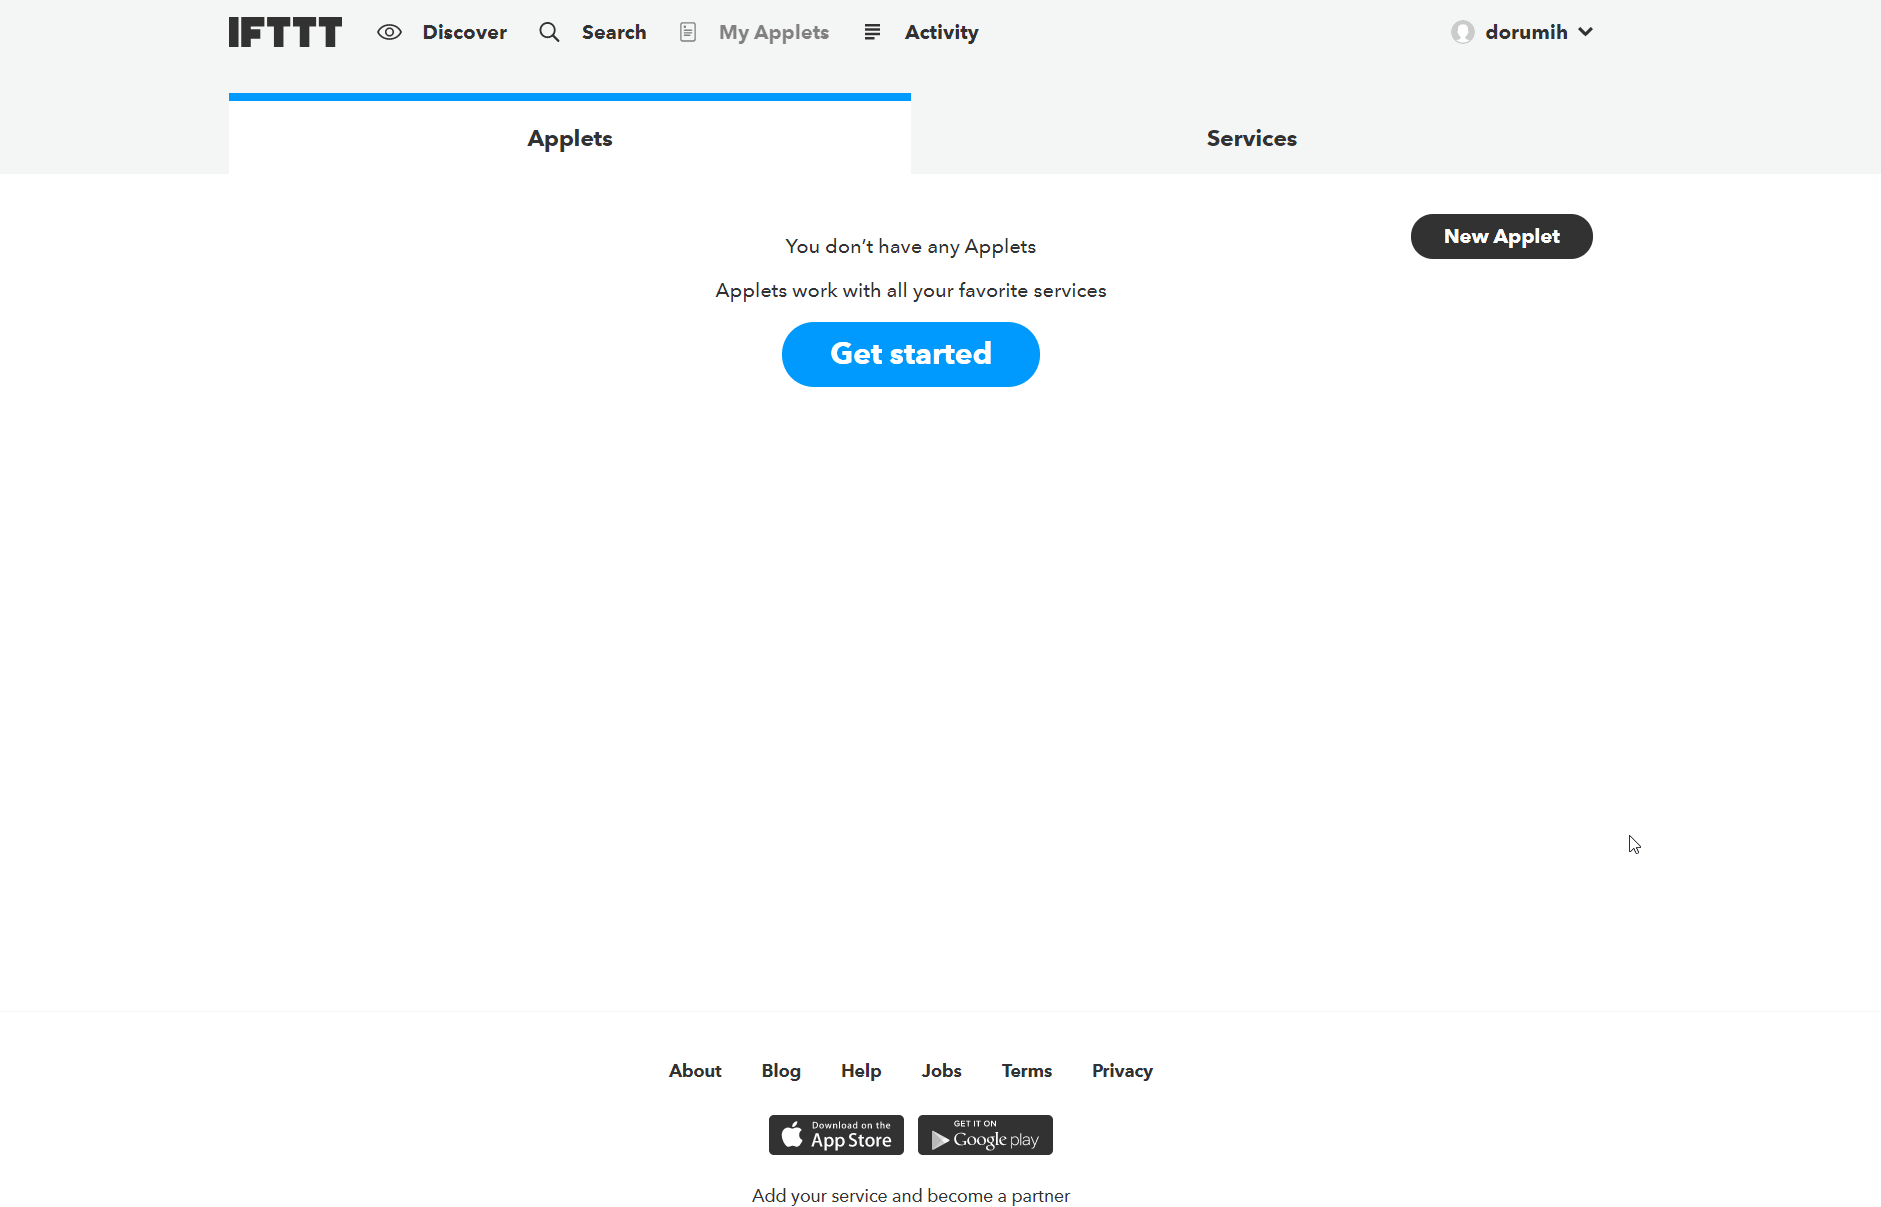 IFTTT Discover Search My Applets Activity dorumih
Applets Services
You don’t have any Applets
New Applet
Applets work with all your favorite services
Get started
About Blog Help Jobs Terms Privacy
Download on the App Store
GET IT ON Google play
Add your service and become a partner